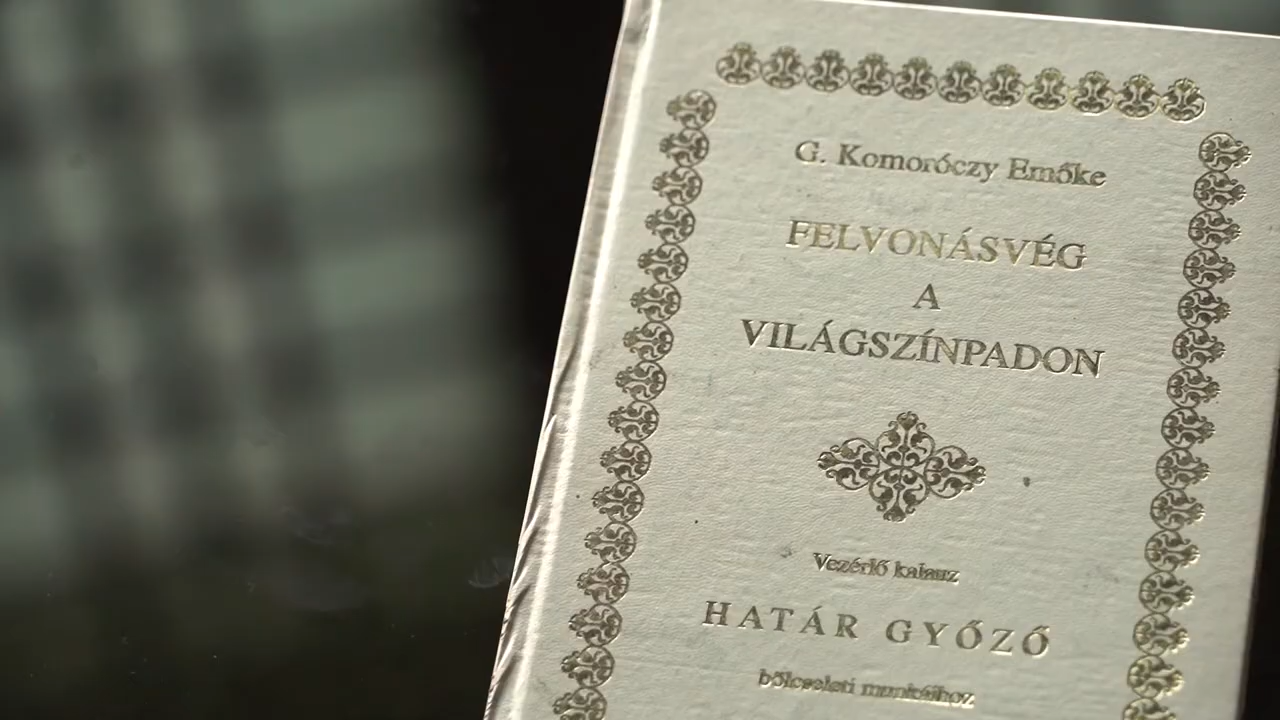 G. Komoróczy Emőke
FELVONÁSVÉG
A
VILÁGSZÍNPADON
Vezérlő kalauz
HATÁR GYŐZŐ
bölcseleti munkáihoz